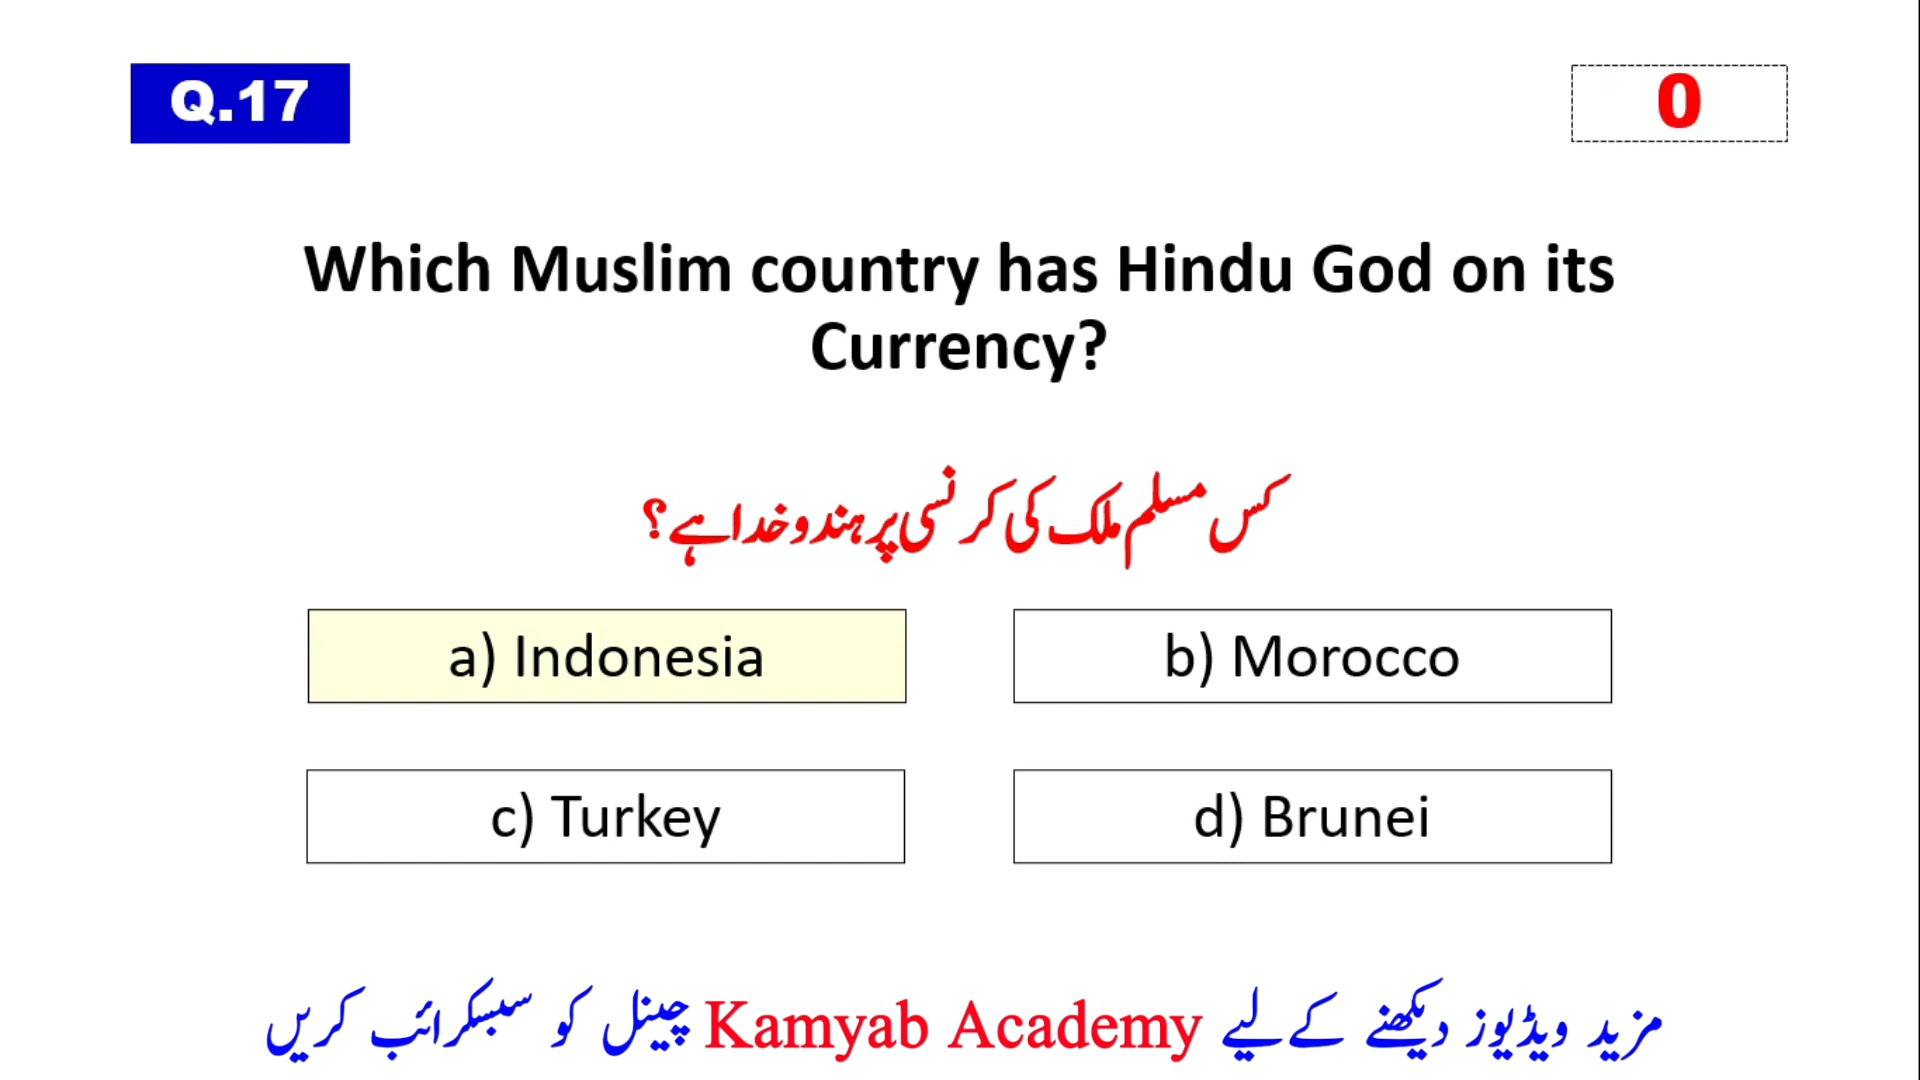 Q.17
0
Which Muslim country has Hindu God on its
Currency?
کس مسلم ملک کی کرنسی پر ہندو خدا ہے؟
a) Indonesia
b) Morocco
c) Turkey
d) Brunei
مزید ویڈیوز دیکھنے کے لیے Kamyab Academy چینل کو سبسکرائب کریں